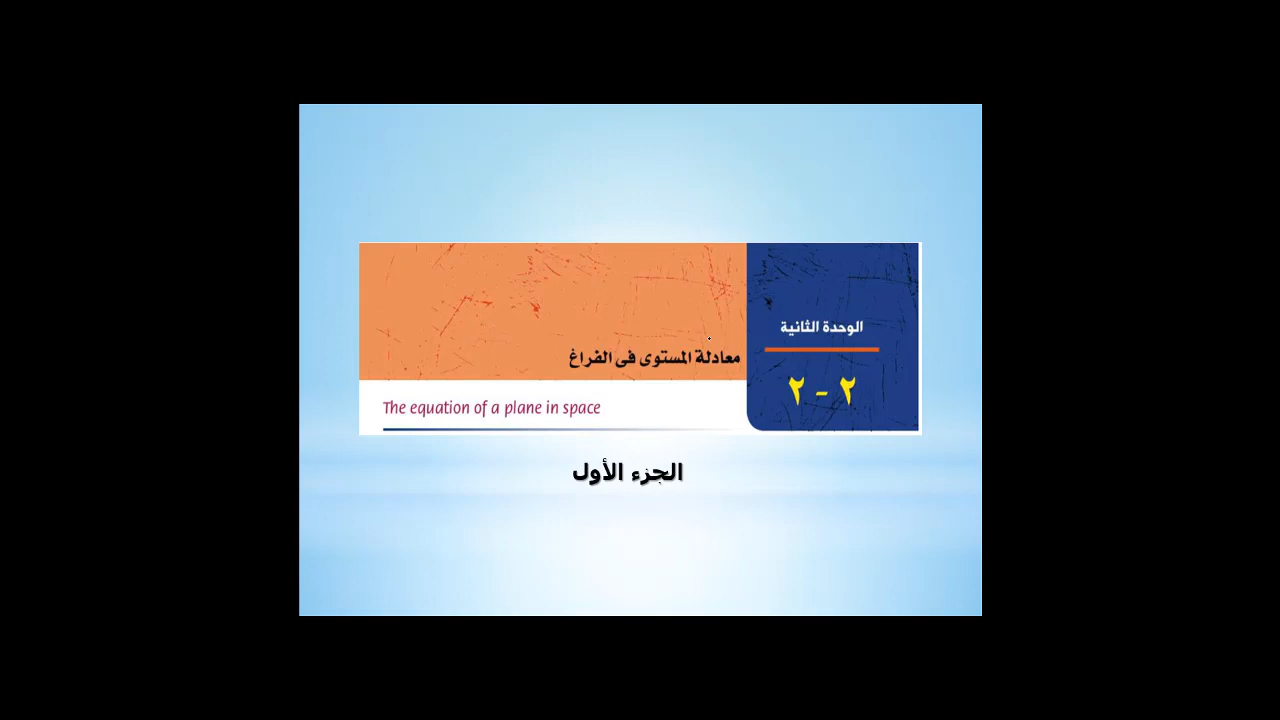 الوحدة الثانية
٢ - ٢
معادلة المستوى فى الفراغ
The equation of a plane in space
الجزء الأول